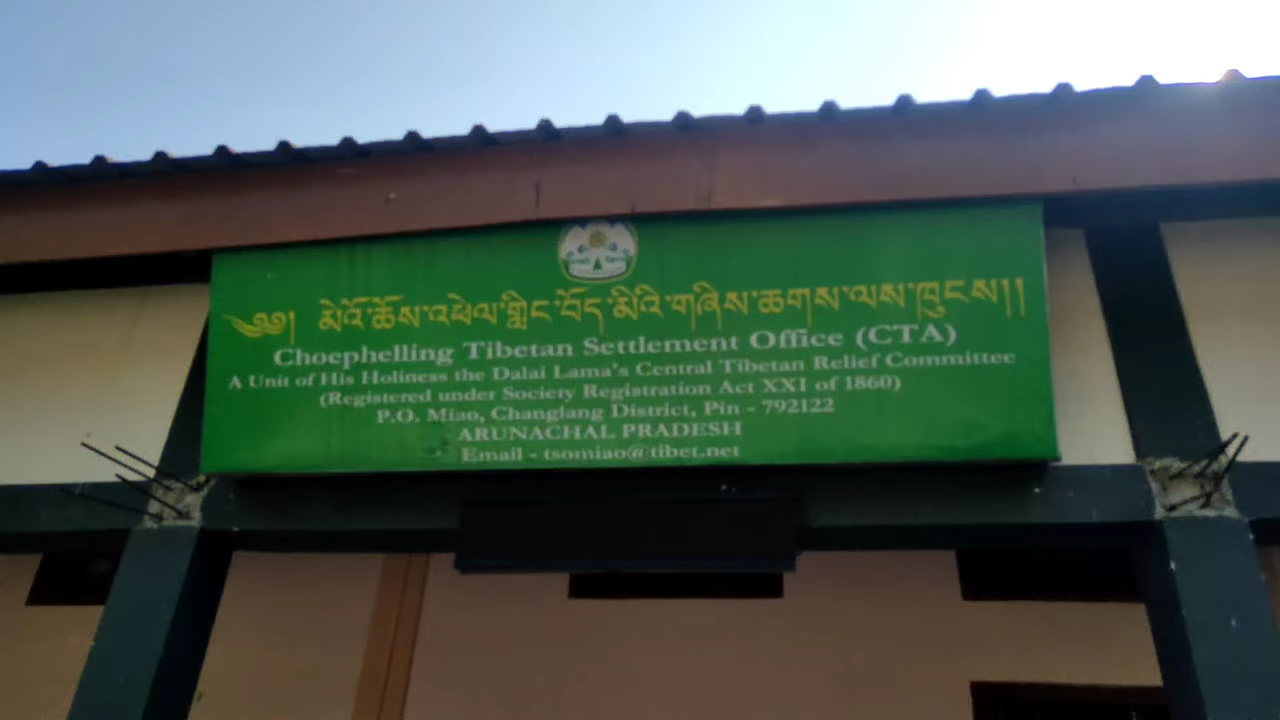 ༄༅། །མེའོ་ཆོས་འཕེལ་གླིང་བོད་མིའི་གཞིས་ཆགས་ལས་ཁུངས།།
Choephelling Tibetan Settlement Office (CTA)
A Unit of His Holiness the Dalai Lama's Central Tibetan Relief Committee
(Registered under Society Registration Act XXI of 1860)
P.O. Miao, Changlang District, Pin - 792122
ARUNACHAL PRADESH
Email - tsomiao@tibet.net